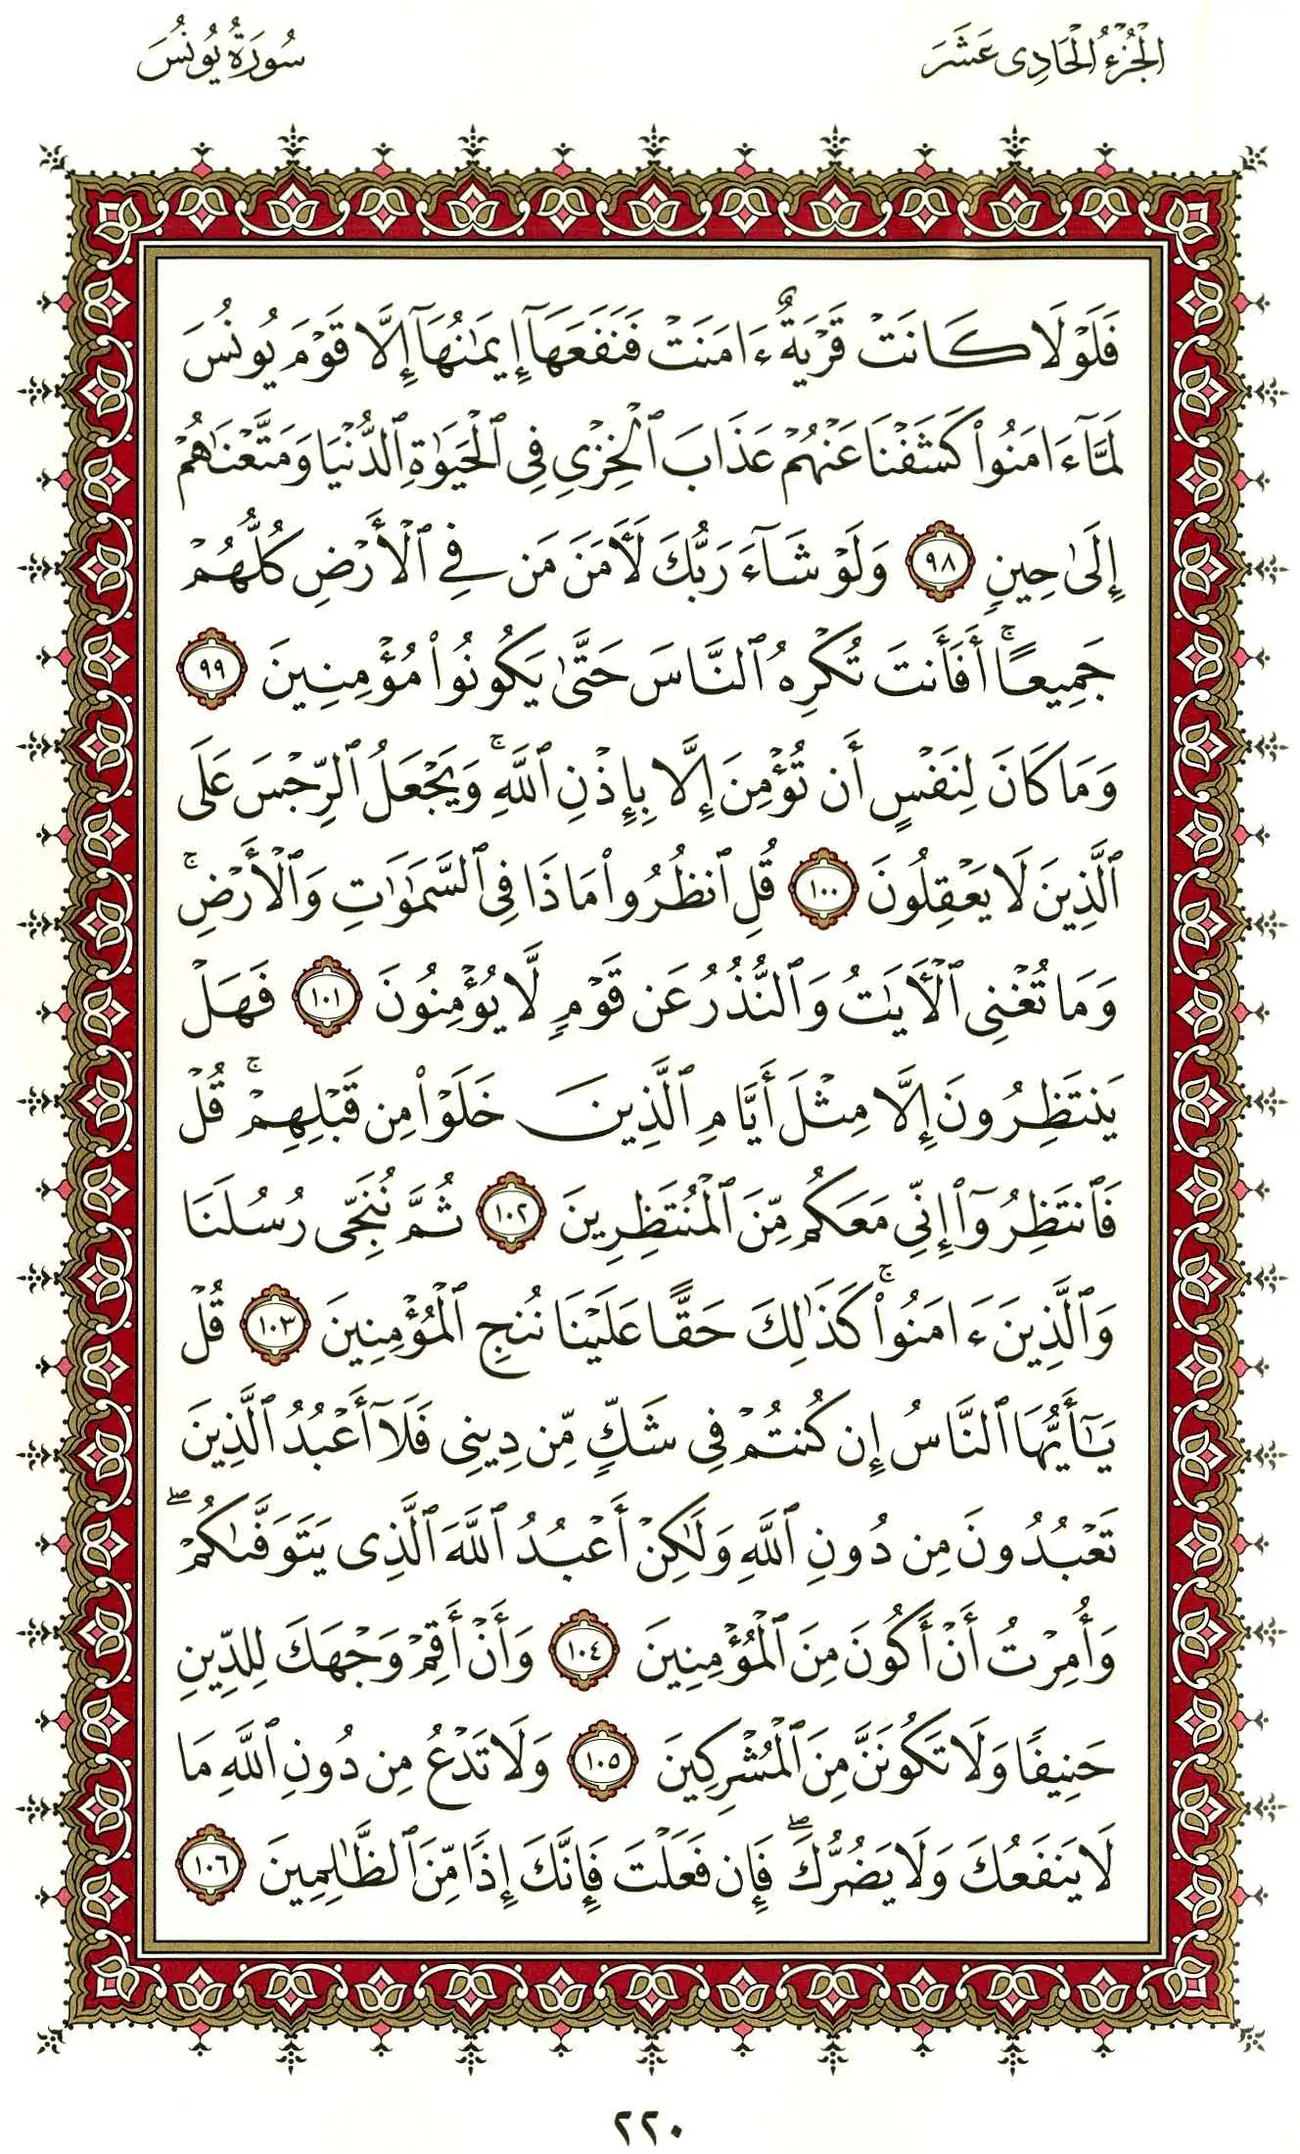 الجزء الحادي عشر
سورة يونس
فَلَوْلَا كَانَتْ قَرْيَةٌ ءَامَنَتْ فَنَفَعَهَآ إِيمَٰنُهَآ إِلَّا قَوْمَ يُونُسَ
لَمَّآ ءَامَنُوا۟ كَشَفْنَا عَنْهُمْ عَذَابَ ٱلْخِزْىِ فِى ٱلْحَيَوٰةِ ٱلدُّنْيَا وَمَتَّعْنَٰهُمْ
إِلَىٰ حِينٍ ٩٨ وَلَوْ شَآءَ رَبُّكَ لَءَامَنَ مَن فِى ٱلْأَرْضِ كُلُّهُمْ
جَمِيعًا ۚ أَفَأَنتَ تُكْرِهُ ٱلنَّاسَ حَتَّىٰ يَكُونُوا۟ مُؤْمِنِينَ ٩٩
وَمَا كَانَ لِنَفْسٍ أَن تُؤْمِنَ إِلَّا بِإِذْنِ ٱللَّهِ ۚ وَيَجْعَلُ ٱلرِّجْسَ عَلَى
ٱلَّذِينَ لَا يَعْقِلُونَ ١٠٠ قُلِ ٱنظُرُوا۟ مَاذَا فِى ٱلسَّمَٰوَٰتِ وَٱلْأَرْضِ ۚ
وَمَا تُغْنِى ٱلْءَايَٰتُ وَٱلنُّذُرُ عَن قَوْمٍ لَّا يُؤْمِنُونَ ١٠١ فَهَلْ
يَنتَظِرُونَ إِلَّا مِثْلَ أَيَّامِ ٱلَّذِينَ خَلَوْا۟ مِن قَبْلِهِمْ ۚ قُلْ
فَٱنتَظِرُوٓا۟ إِنِّى مَعَكُم مِّنَ ٱلْمُنتَظِرِينَ ١٠٢ ثُمَّ نُنَجِّى رُسُلَنَا
وَٱلَّذِينَ ءَامَنُوا۟ ۚ كَذَٰلِكَ حَقًّا عَلَيْنَا نُنجِ ٱلْمُؤْمِنِينَ ١٠٣ قُلْ
يَٰٓأَيُّهَا ٱلنَّاسُ إِن كُنتُمْ فِى شَكٍّ مِّن دِينِى فَلَآ أَعْبُدُ ٱلَّذِينَ
تَعْبُدُونَ مِن دُونِ ٱللَّهِ وَلَٰكِنْ أَعْبُدُ ٱللَّهَ ٱلَّذِى يَتَوَفَّىٰكُمْ ۖ
وَأُمِرْتُ أَنْ أَكُونَ مِنَ ٱلْمُؤْمِنِينَ ١٠٤ وَأَنْ أَقِمْ وَجْهَكَ لِلدِّينِ
حَنِيفًا وَلَا تَكُونَنَّ مِنَ ٱلْمُشْرِكِينَ ١٠٥ وَلَا تَدْعُ مِن دُونِ ٱللَّهِ مَا
لَا يَنفَعُكَ وَلَا يَضُرُّكَ ۖ فَإِن فَعَلْتَ فَإِنَّكَ إِذًا مِّنَ ٱلظَّٰلِمِينَ ١٠٦
٢٢٠